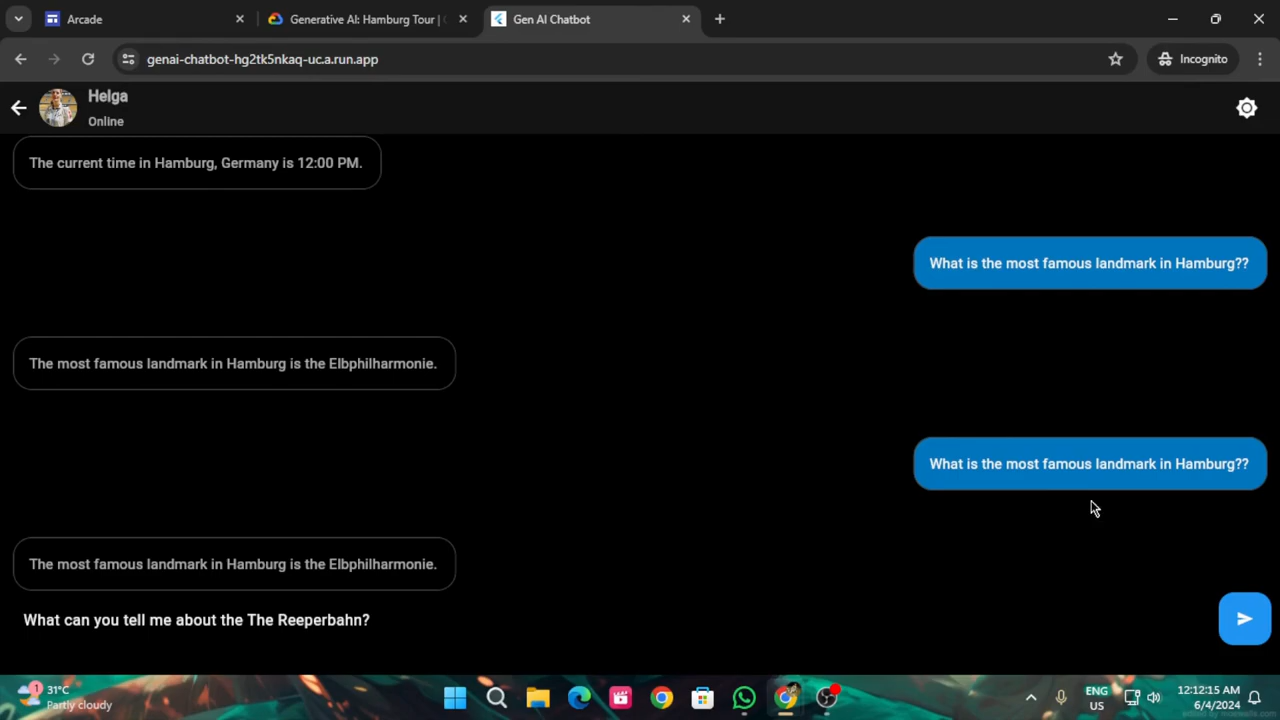 Arcade
Generative AI: Hamburg Tour |
Gen AI Chatbot
genai-chatbot-hg2tk5nkaq-uc.a.run.app
Incognito
Helga
Online
The current time in Hamburg, Germany is 12:00 PM.
What is the most famous landmark in Hamburg??
The most famous landmark in Hamburg is the Elbphilharmonie.
What is the most famous landmark in Hamburg??
The most famous landmark in Hamburg is the Elbphilharmonie.
What can you tell me about the The Reeperbahn?
1
31°C
Partly cloudy
ENG
US
12:12:15 AM
6/4/2024